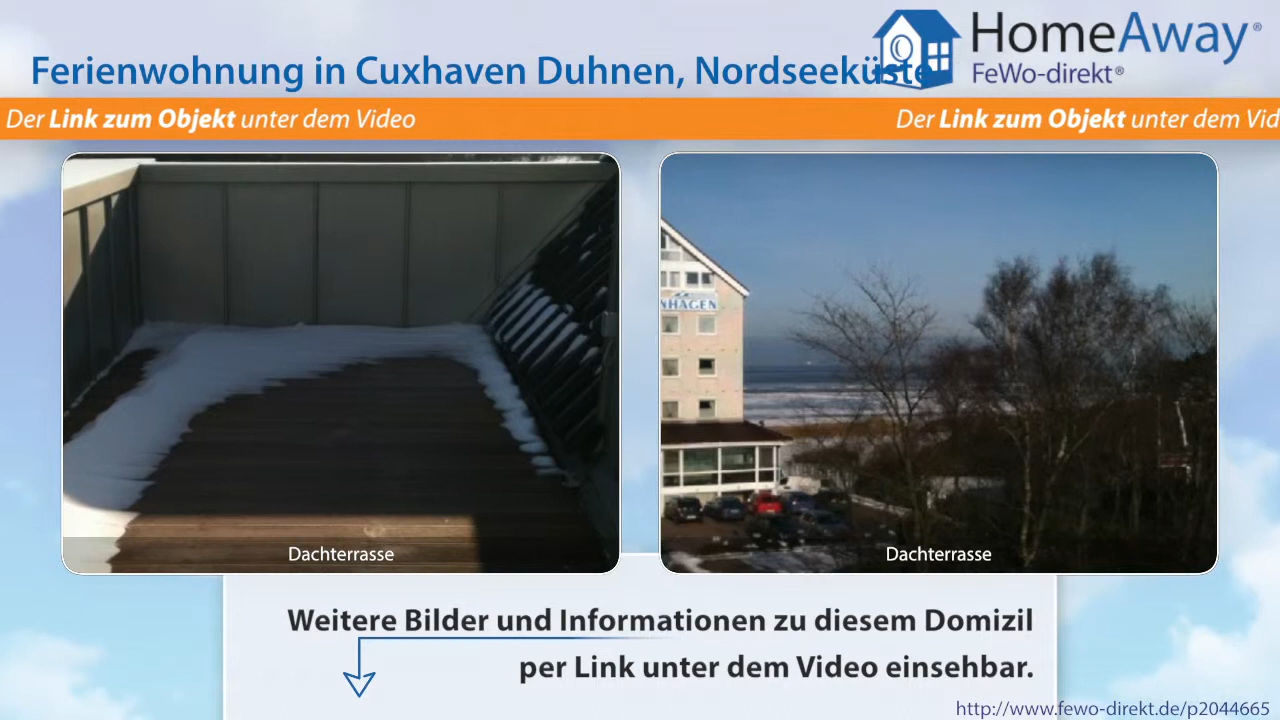 HomeAway®
FeWo-direkt®
Ferienwohnung in Cuxhaven Duhnen, Nordseeküste
Der Link zum Objekt unter dem Video
Der Link zum Objekt unter dem Vid
NHAGEN
Dachterrasse
Dachterrasse
Weitere Bilder und Informationen zu diesem Domizil
per Link unter dem Video einsehbar.
http://www.fewo-direkt.de/p2044665